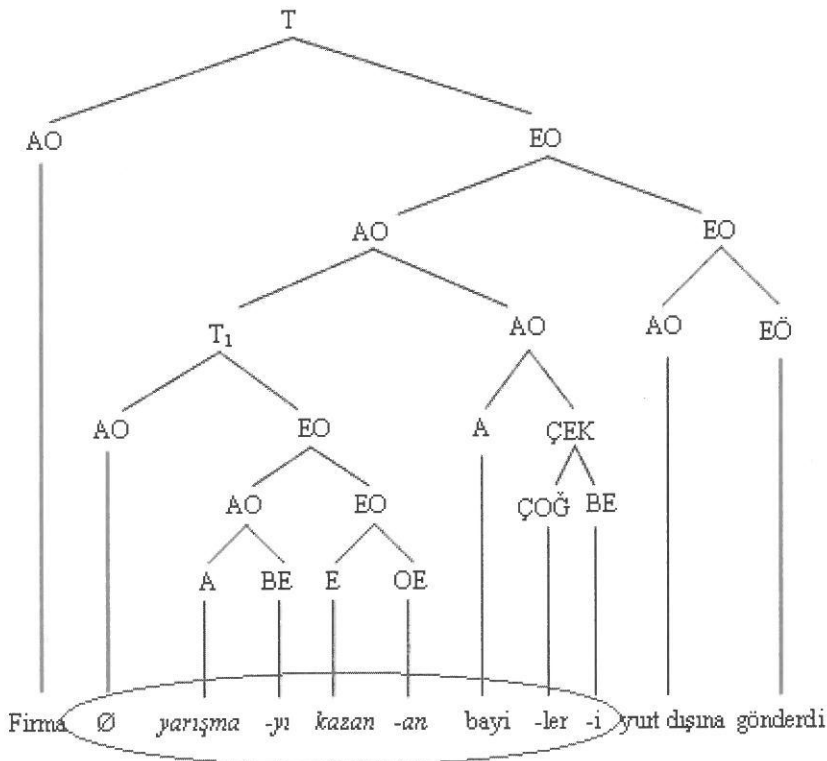 T
AO EO
AO EO
T₁ AO AO EÖ
AO EO A ÇEK
AO EO ÇOĞ BE
A BE E OE
Firma Ø yarışma -yı kazan -an bayi -ler -i yurt dışına gönderdi